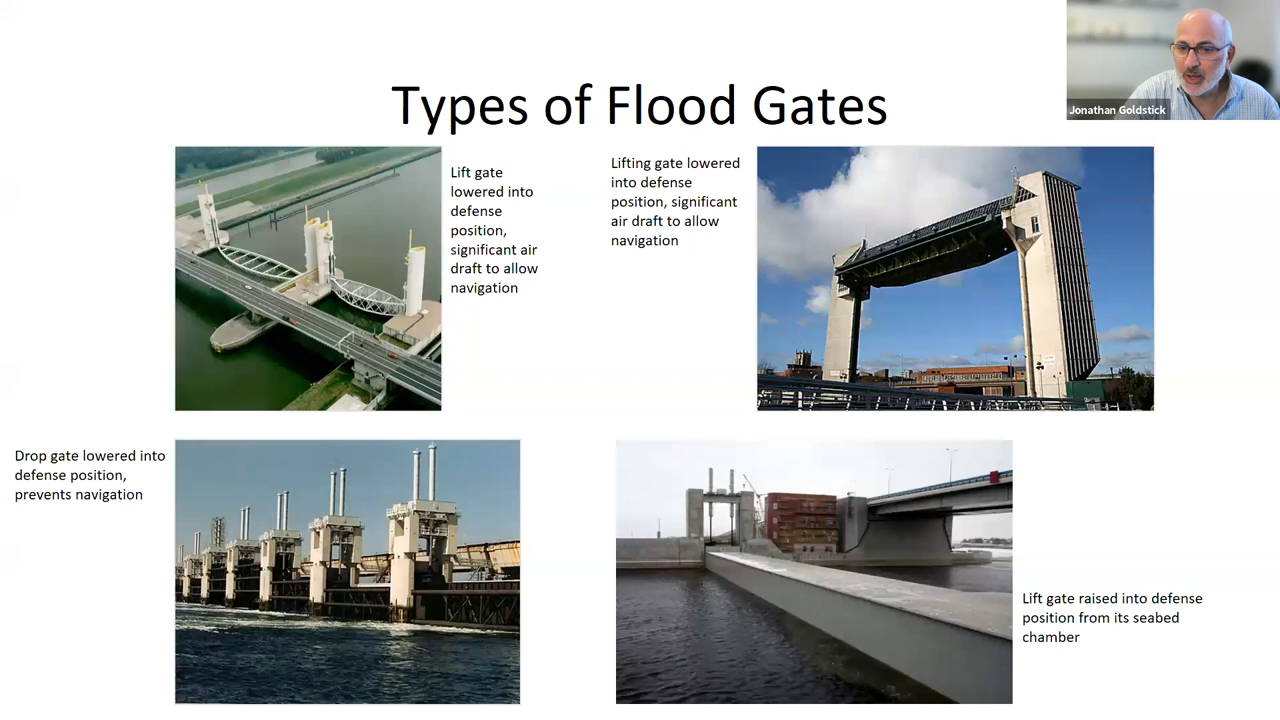 Jonathan Goldstick
Types of Flood Gates
Lift gate
lowered into
defense
position,
significant air
draft to allow
navigation
Lifting gate lowered
into defense
position, significant
air draft to allow
navigation
Drop gate lowered into
defense position,
prevents navigation
Lift gate raised into defense
position from its seabed
chamber